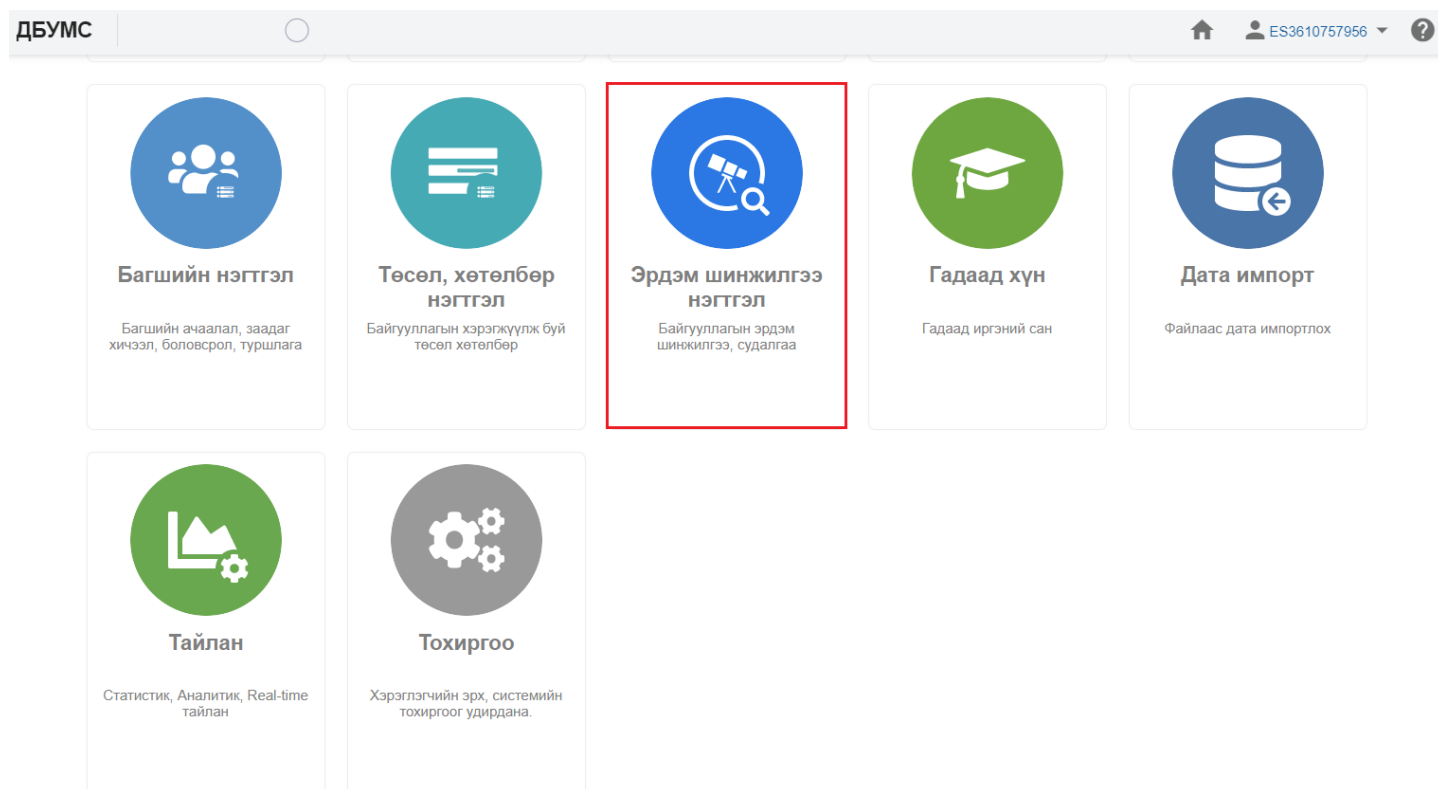 ДБУМС
ES3610757956
Багшийн нэгтгэл
Багшийн ачаалал, заадаг
хичээл, боловсрол, туршлага
Төсөл, хөтөлбөр
нэгтгэл
Байгууллагын хэрэгжүүлж буй
төсөл хөтөлбөр
Эрдэм шинжилгээ
нэгтгэл
Байгууллагын эрдэм
шинжилгээ, судалгаа
Гадаад хүн
Гадаад иргэний сан
Дата импорт
Файлаас дата импортлох
Тайлан
Статистик, Аналитик, Real-time
тайлан
Тохиргоо
Хэрэглэгчийн эрх, системийн
тохиргоог удирдана.